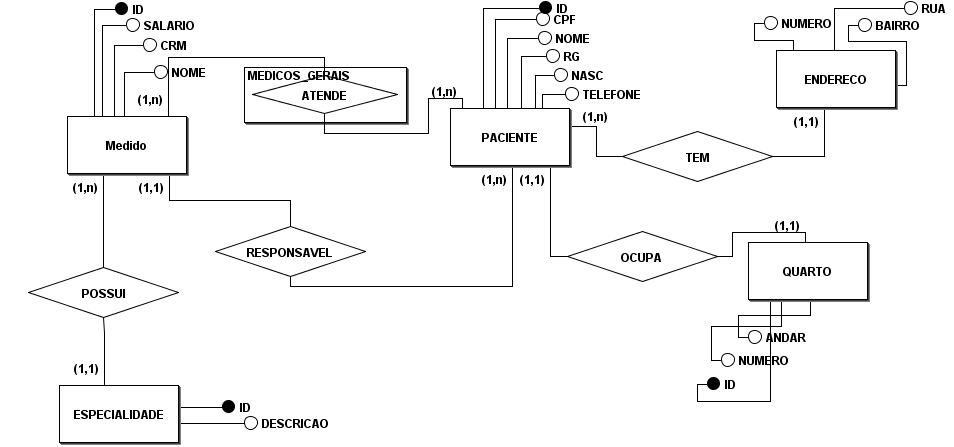 ID
SALARIO
CRM
NOME
(1,n)
Medido
(1,n)
(1,1)
MEDICOS_GERAIS
ATENDE
(1,n)
ID
CPF
NOME
RG
NASC
TELEFONE
PACIENTE
(1,n)
(1,n)
(1,1)
RUA
NUMERO
BAIRRO
ENDERECO
(1,1)
TEM
RESPONSAVEL
OCUPA
(1,1)
QUARTO
ANDAR
NUMERO
ID
POSSUI
(1,1)
ESPECIALIDADE
ID
DESCRICAO